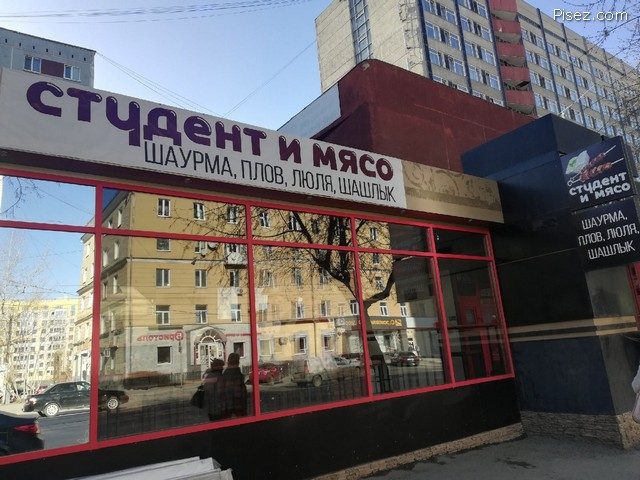 Pisez.com
СТУДЕНТ И МЯСО
ШАУРМА, ПЛОВ, ЛЮЛЯ, ШАШЛЫК
СТУДЕНТ
И МЯСО
ШАУРМА,
ПЛОВ, ЛЮЛЯ,
ШАШЛЫК